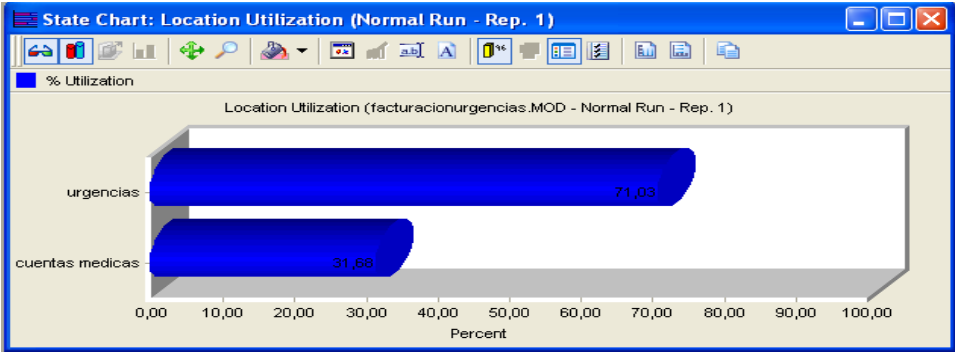 State Chart: Location Utilization (Normal Run - Rep. 1)
% Utilization
Location Utilization (facturacionurgencias.MOD - Normal Run - Rep. 1)
urgencias
71,03
cuentas medicas
31,68
0,00 10,00 20,00 30,00 40,00 50,00 60,00 70,00 80,00 90,00 100,00
Percent